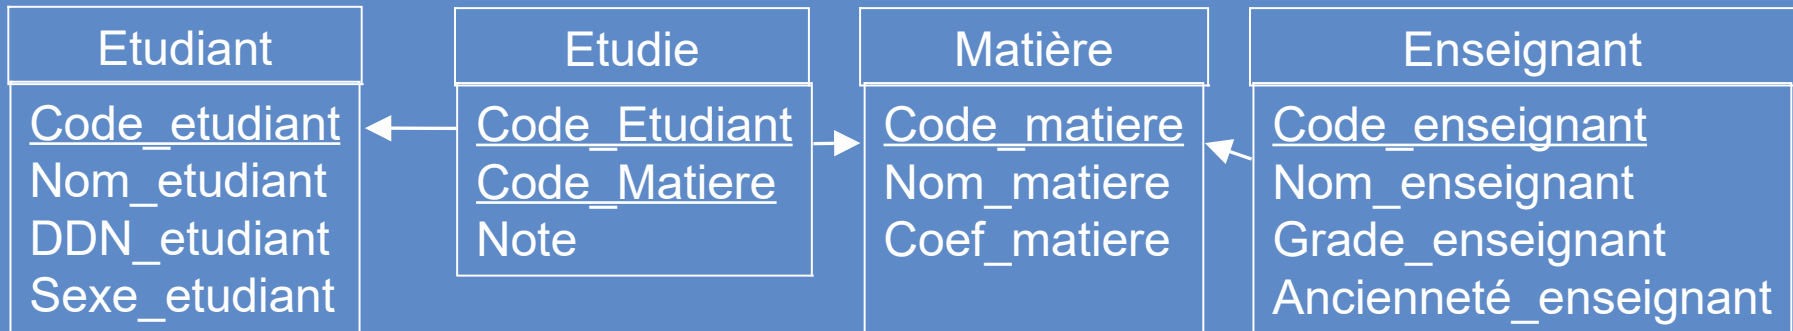 Etudiant
Code_etudiant
Nom_etudiant
DDN_etudiant
Sexe_etudiant
Etudie
Code_Etudiant
Code_Matiere
Note
Matière
Code_matiere
Nom_matiere
Coef_matiere
Enseignant
Code_enseignant
Nom_enseignant
Grade_enseignant
Ancienneté_enseignant